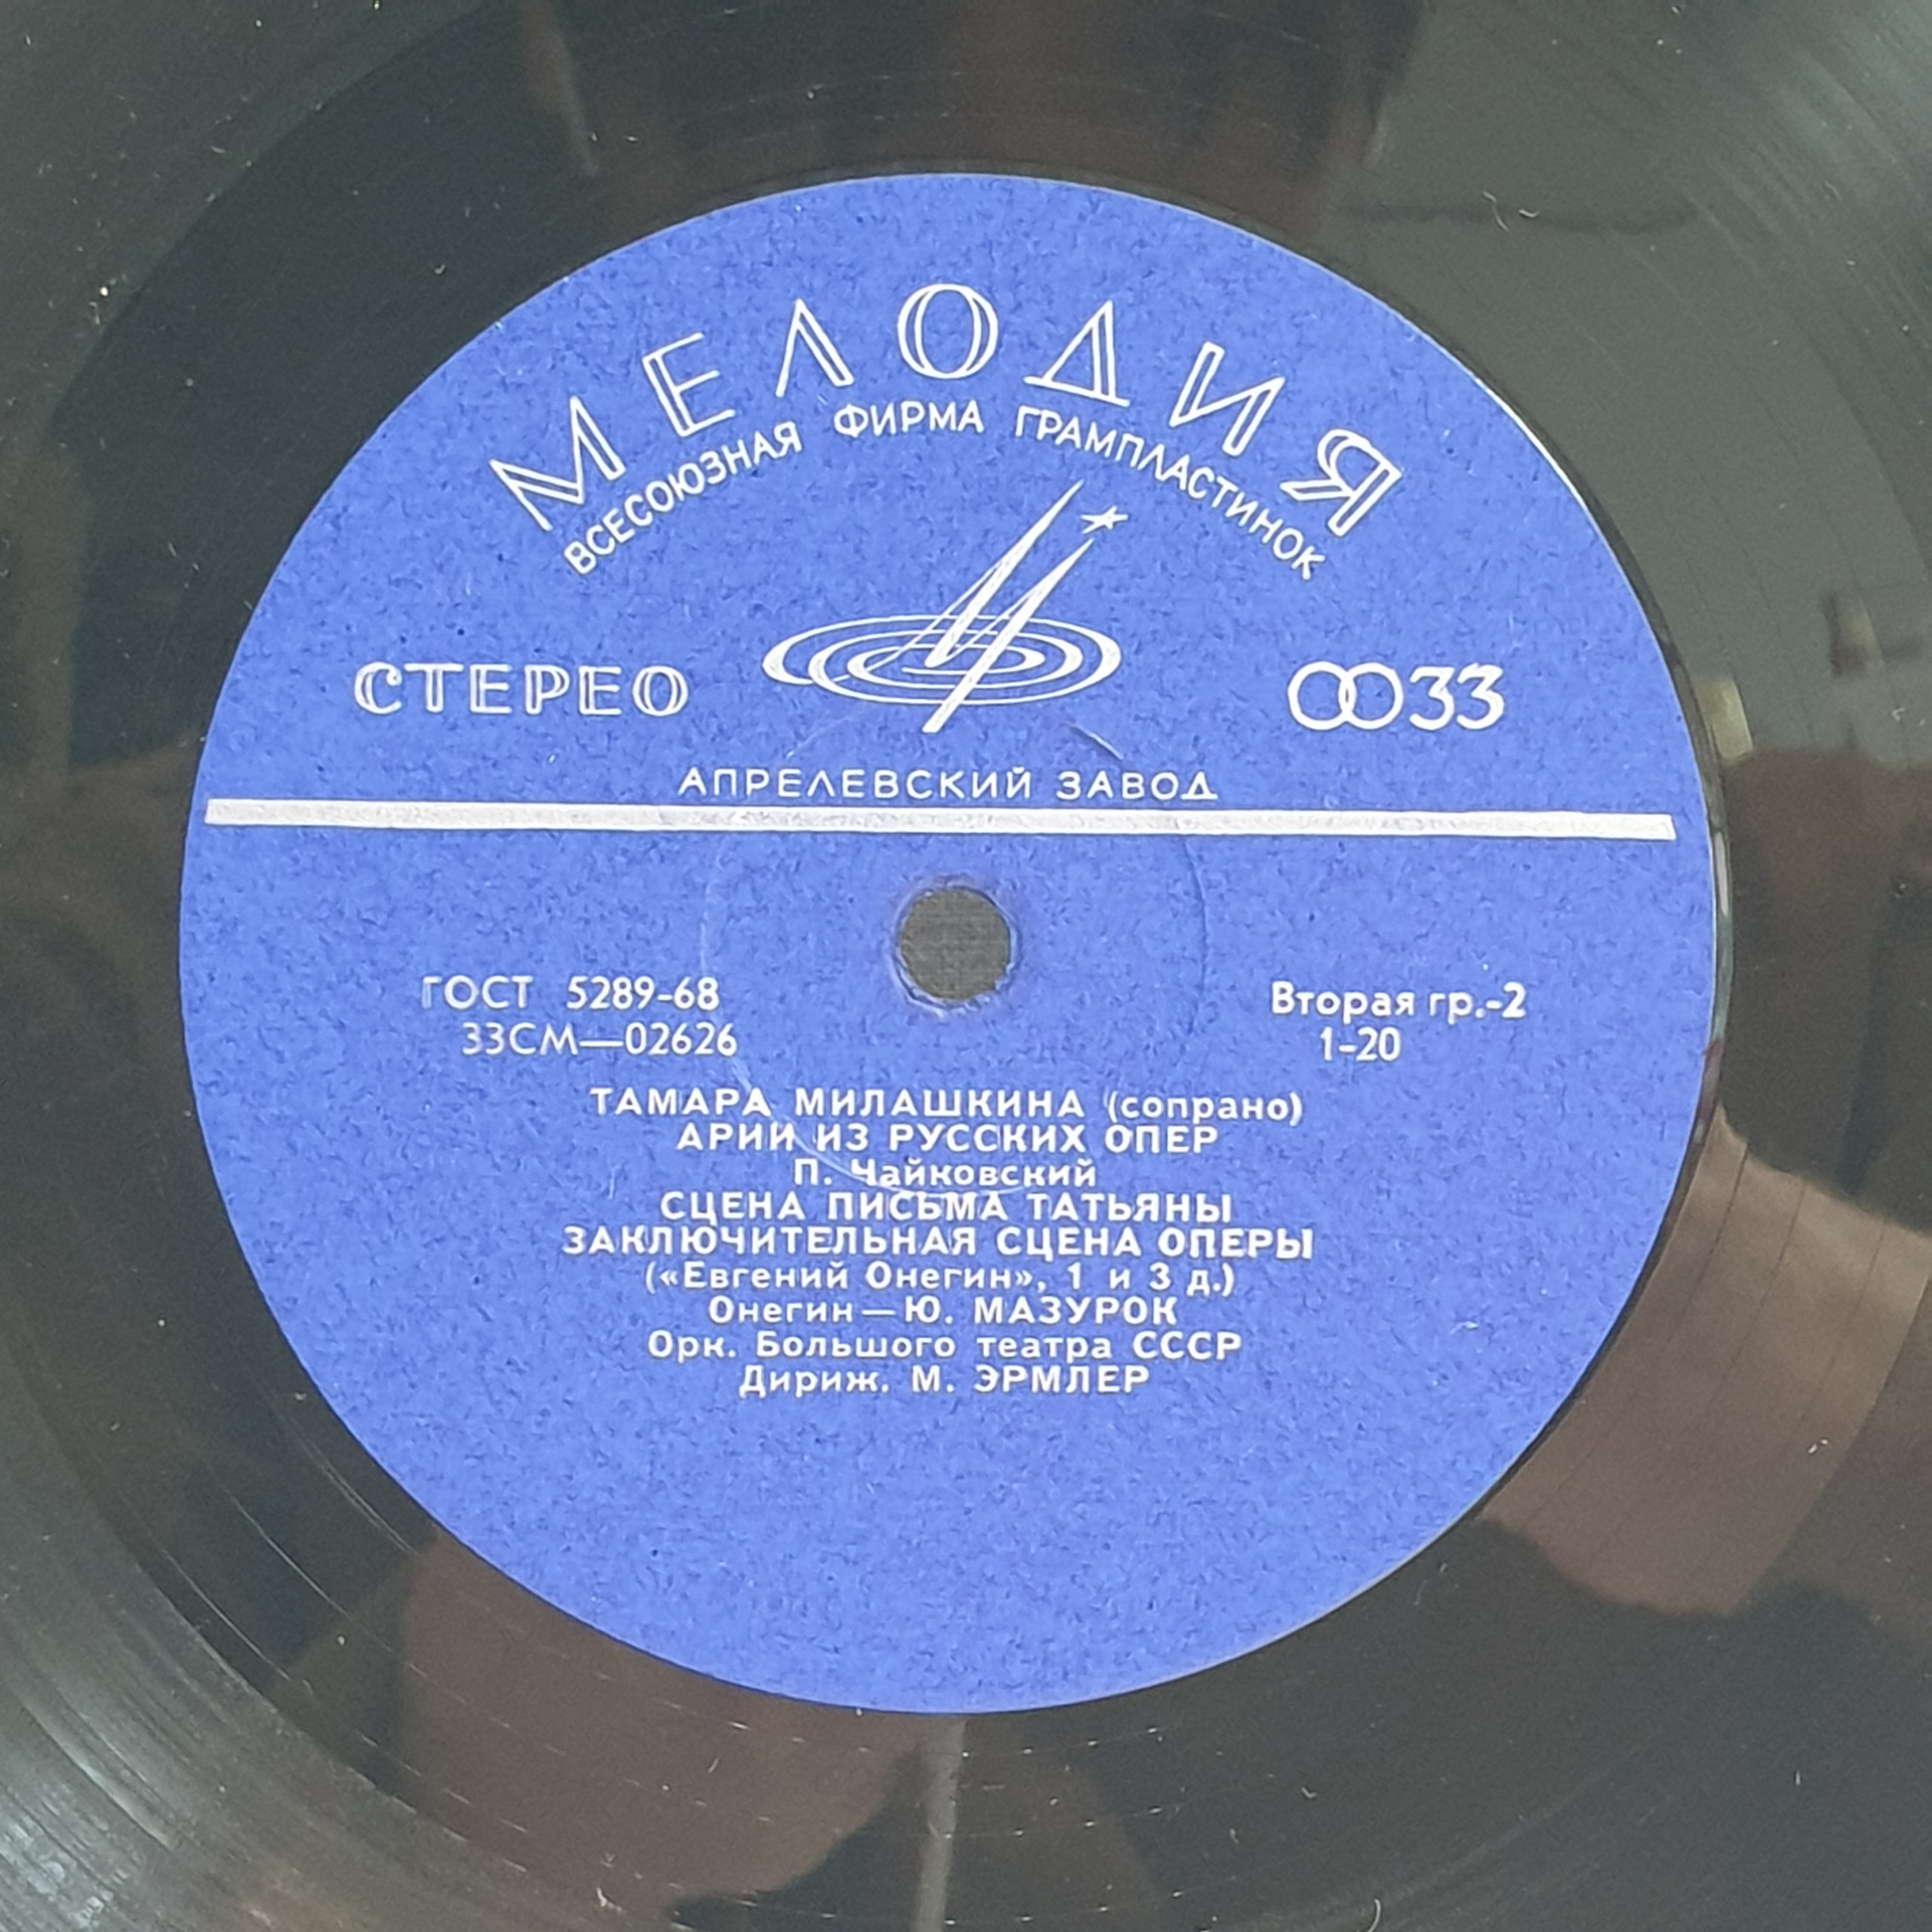 МЕЛОДИЯ
ВСЕСОЮЗНАЯ ФИРМА ГРАМПЛАСТИНОК
СТЕРЕО
33
АПРЕЛЕВСКИЙ ЗАВОД
ГОСТ 5289-68
33СМ—02626
Вторая гр.-2
1-20
ТАМАРА МИЛАШКИНА (сопрано)
АРИИ ИЗ РУССКИХ ОПЕР
П. Чайковский
СЦЕНА ПИСЬМА ТАТЬЯНЫ
ЗАКЛЮЧИТЕЛЬНАЯ СЦЕНА ОПЕРЫ
(«Евгений Онегин», 1 и 3 д.)
Онегин — Ю. МАЗУРОК
Орк. Большого театра СССР
Дириж. М. ЭРМЛЕР